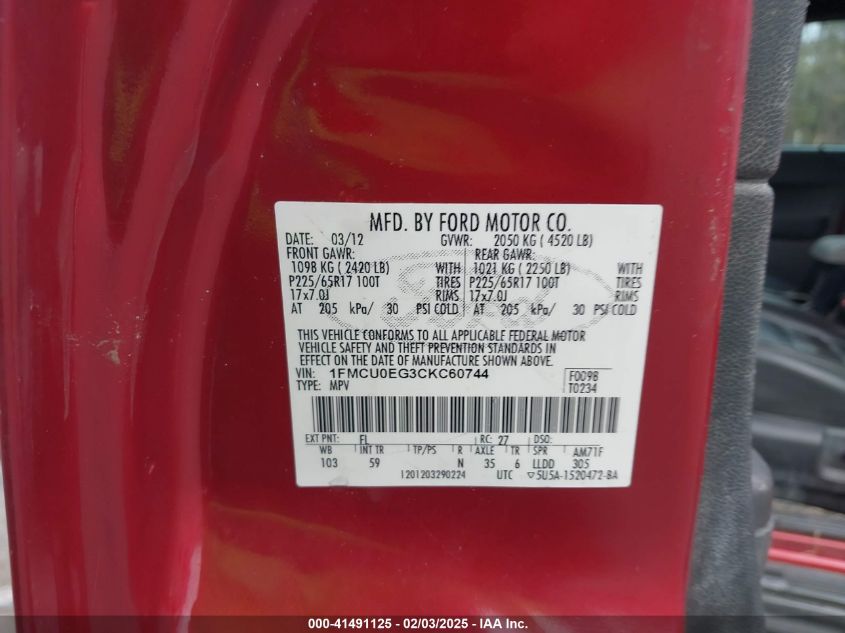 MFD. BY FORD MOTOR CO.
DATE: 03/12 GVWR: 2050 KG ( 4520 LB)
FRONT GAWR: REAR GAWR:
1098 KG ( 2420 LB) WITH 1021 KG ( 2250 LB) WITH
P225/65R17 100T TIRES P225/65R17 100T TIRES
17x7.0J RIMS 17x7.0J RIMS
AT 205 kPa/ 30 PSI COLD AT 205 kPa/ 30 PSI COLD
THIS VEHICLE CONFORMS TO ALL APPLICABLE FEDERAL MOTOR
VEHICLE SAFETY AND THEFT PREVENTION STANDARDS IN
EFFECT ON THE DATE OF MANUFACTURE SHOWN ABOVE.
VIN: 1FMCU0EG3CKC60744 F0098
TYPE: MPV T0234
EXT PNT: FL RC: 27 DSO:
WB INT TR TP/PS R AXLE TR SPR AM71F
103 59 N 35 6 LLDD 305
1201203290224 UTC ▽5U5A-1520472-BA
000-41491125 - 02/03/2025 - IAA Inc.